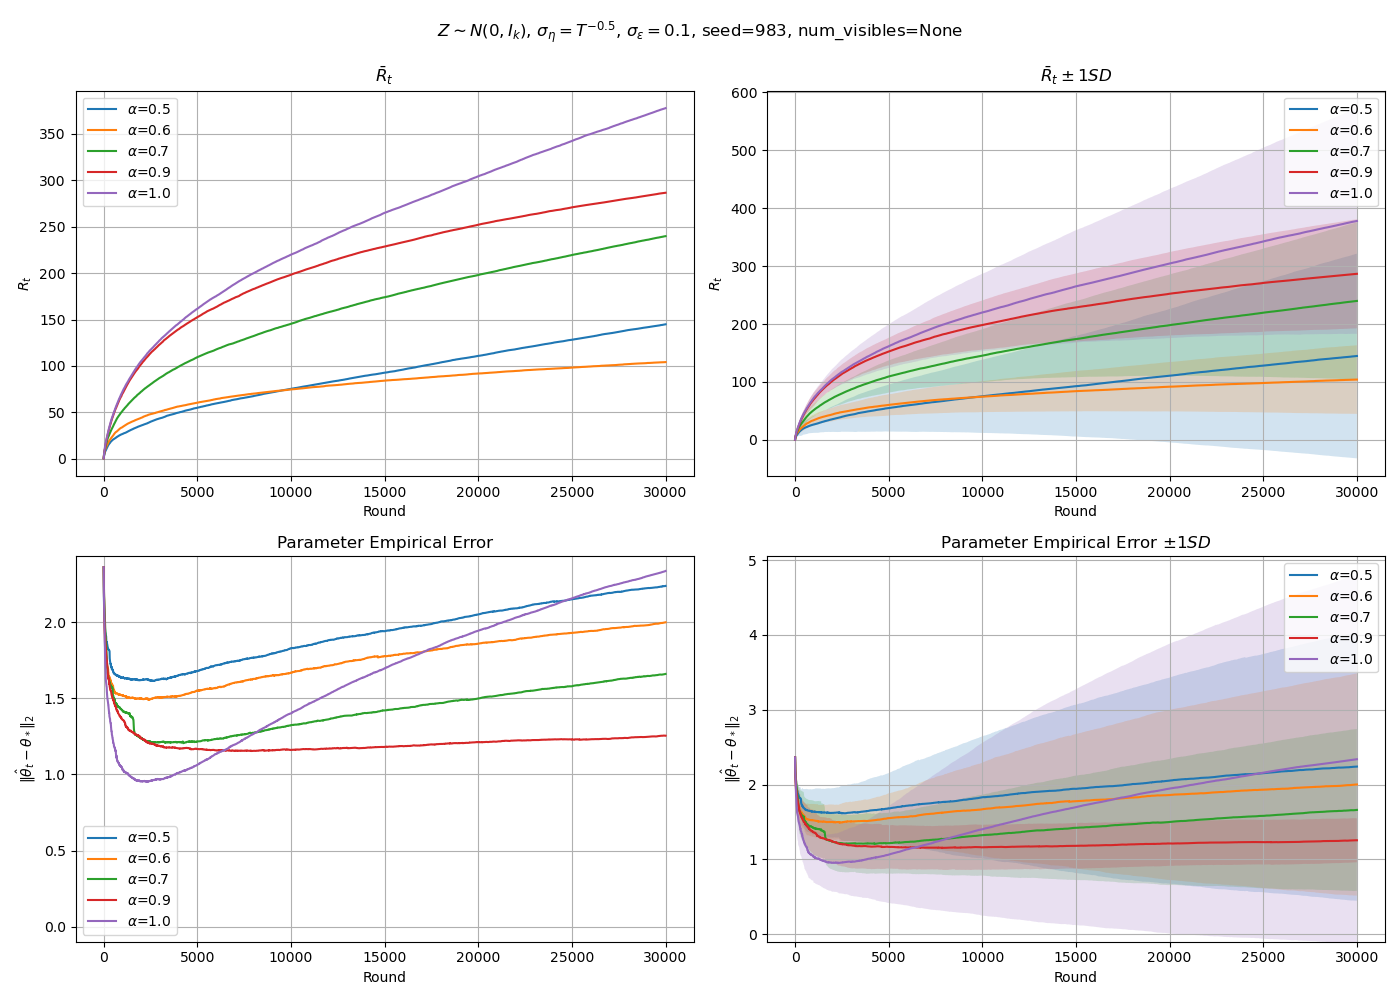 Z ∼ N(0, I_k), σ_η = T^{−0.5}, σ_ε = 0.1, seed=983, num_visibles=None
R̄_t
R_t
350
300
250
200
150
100
50
0
α=0.5
α=0.6
α=0.7
α=0.9
α=1.0
0 5000 10000 15000 20000 25000 30000
Round
R̄_t ± 1SD
R_t
600
500
400
300
200
100
0
α=0.5
α=0.6
α=0.7
α=0.9
α=1.0
0 5000 10000 15000 20000 25000 30000
Round
Parameter Empirical Error
‖θ̂_t − θ_*‖_2
2.0
1.5
1.0
0.5
0.0
α=0.5
α=0.6
α=0.7
α=0.9
α=1.0
0 5000 10000 15000 20000 25000 30000
Round
Parameter Empirical Error ±1SD
‖θ̂_t − θ_*‖_2
5
4
3
2
1
0
α=0.5
α=0.6
α=0.7
α=0.9
α=1.0
0 5000 10000 15000 20000 25000 30000
Round